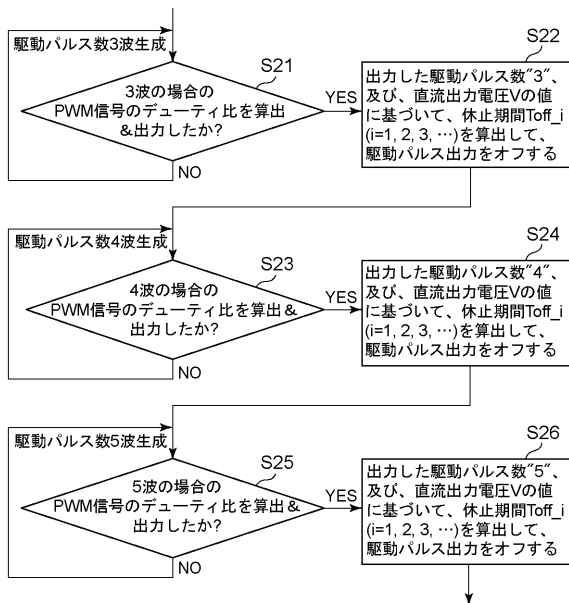 駆動パルス数3波生成
S21
3波の場合の
PWM信号のデューティ比を算出
&出力したか?
YES
NO
S22
出力した駆動パルス数"3"、
及び、直流出力電圧Vの値
に基づいて、休止期間Toff_i
(i=1, 2, 3, …)を算出して、
駆動パルス出力をオフする
駆動パルス数4波生成
S23
4波の場合の
PWM信号のデューティ比を算出&
出力したか?
YES
NO
S24
出力した駆動パルス数"4"、
及び、直流出力電圧Vの値
に基づいて、休止期間Toff_i
(i=1, 2, 3, …)を算出して、
駆動パルス出力をオフする
駆動パルス数5波生成
S25
5波の場合の
PWM信号のデューティ比を算出&
出力したか?
YES
NO
S26
出力した駆動パルス数"5"、
及び、直流出力電圧Vの値
に基づいて、休止期間Toff_i
(i=1, 2, 3, …)を算出して、
駆動パルス出力をオフする